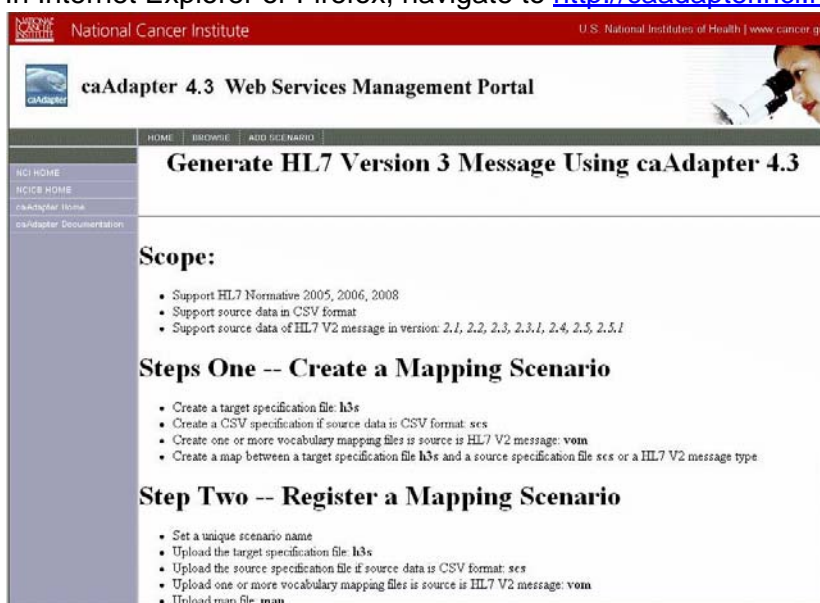 in Internet Explorer or Firefox, navigate to
NATIONAL CANCER INSTITUTE National Cancer Institute U.S. National Institutes of Health | www.cancer.g
caAdapter caAdapter 4.3 Web Services Management Portal
HOME BROWSE ADD SCENARIO
NCI HOME
NCICB HOME
caAdapter Home
caAdapter Documentation
Generate HL7 Version 3 Message Using caAdapter 4.3
Scope:
• Support HL7 Normative 2005, 2006, 2008
• Support source data in CSV format
• Support source data of HL7 V2 message in version: 2.1, 2.2, 2.3, 2.3.1, 2.4, 2.5, 2.5.1
Steps One -- Create a Mapping Scenario
• Create a target specification file: h3s
• Create a CSV specification if source data is CSV format: scs
• Create one or more vocabulary mapping files is source is HL7 V2 message: vom
• Create a map between a target specification file h3s and a source specification file scs or a HL7 V2 message type
Step Two -- Register a Mapping Scenario
• Set a unique scenario name
• Upload the target specification file: h3s
• Upload the source specification file if source data is CSV format: scs
• Upload one or more vocabulary mapping files is source is HL7 V2 message: vom
• Upload map file: map